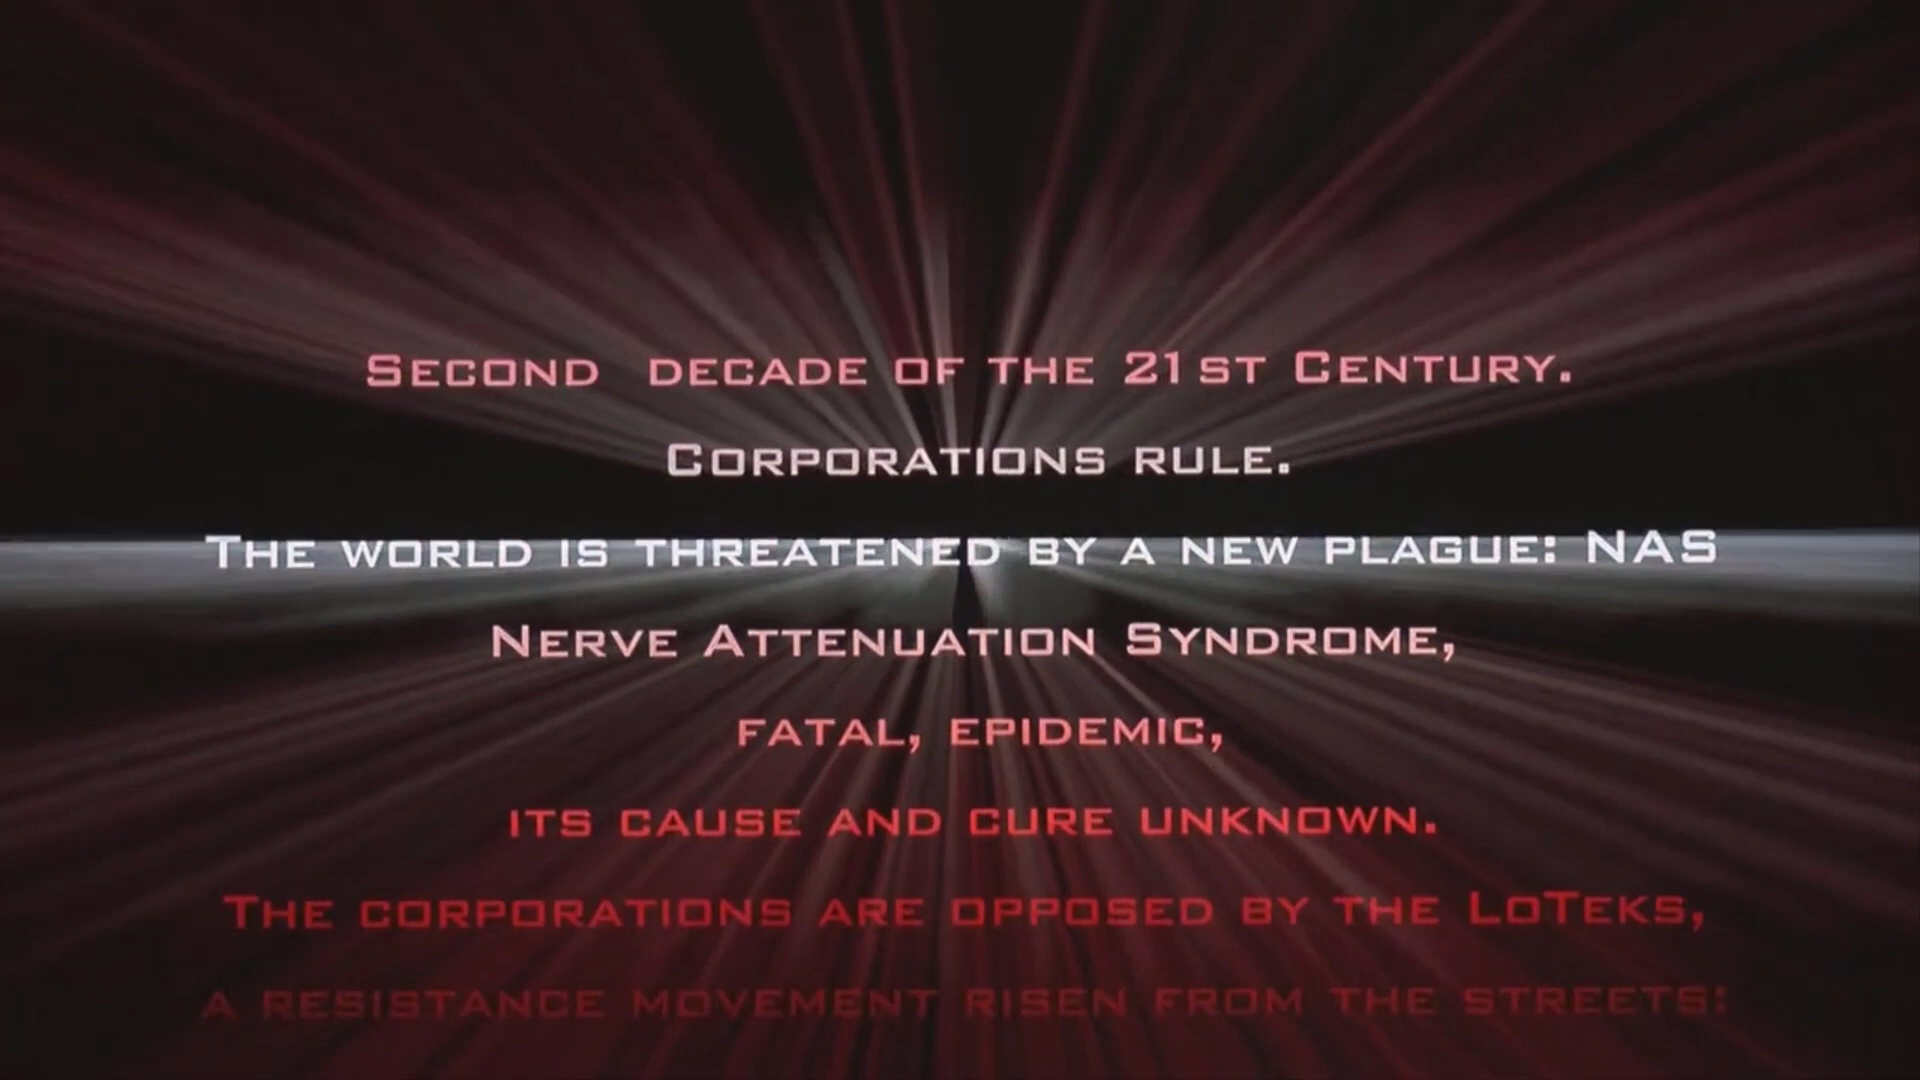 Second decade of the 21st Century.
Corporations rule.
The world is threatened by a new plague: NAS
Nerve Attenuation Syndrome,
fatal, epidemic,
its cause and cure unknown.
The corporations are opposed by the LoTeks,
a resistance movement risen from the streets: